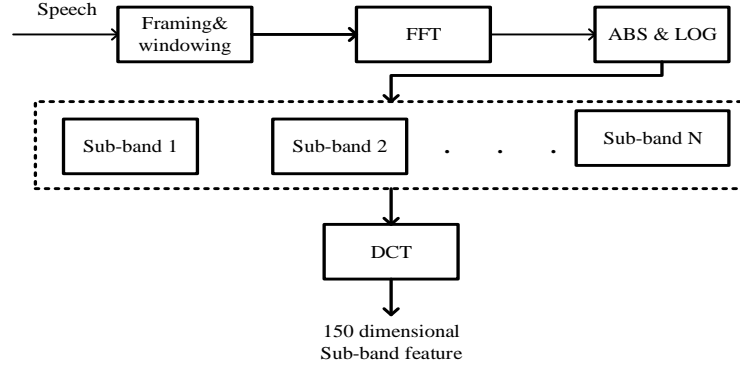 Speech
Framing&
windowing
FFT
ABS & LOG
Sub-band 1
Sub-band 2
. . .
Sub-band N
DCT
150 dimensional
Sub-band feature